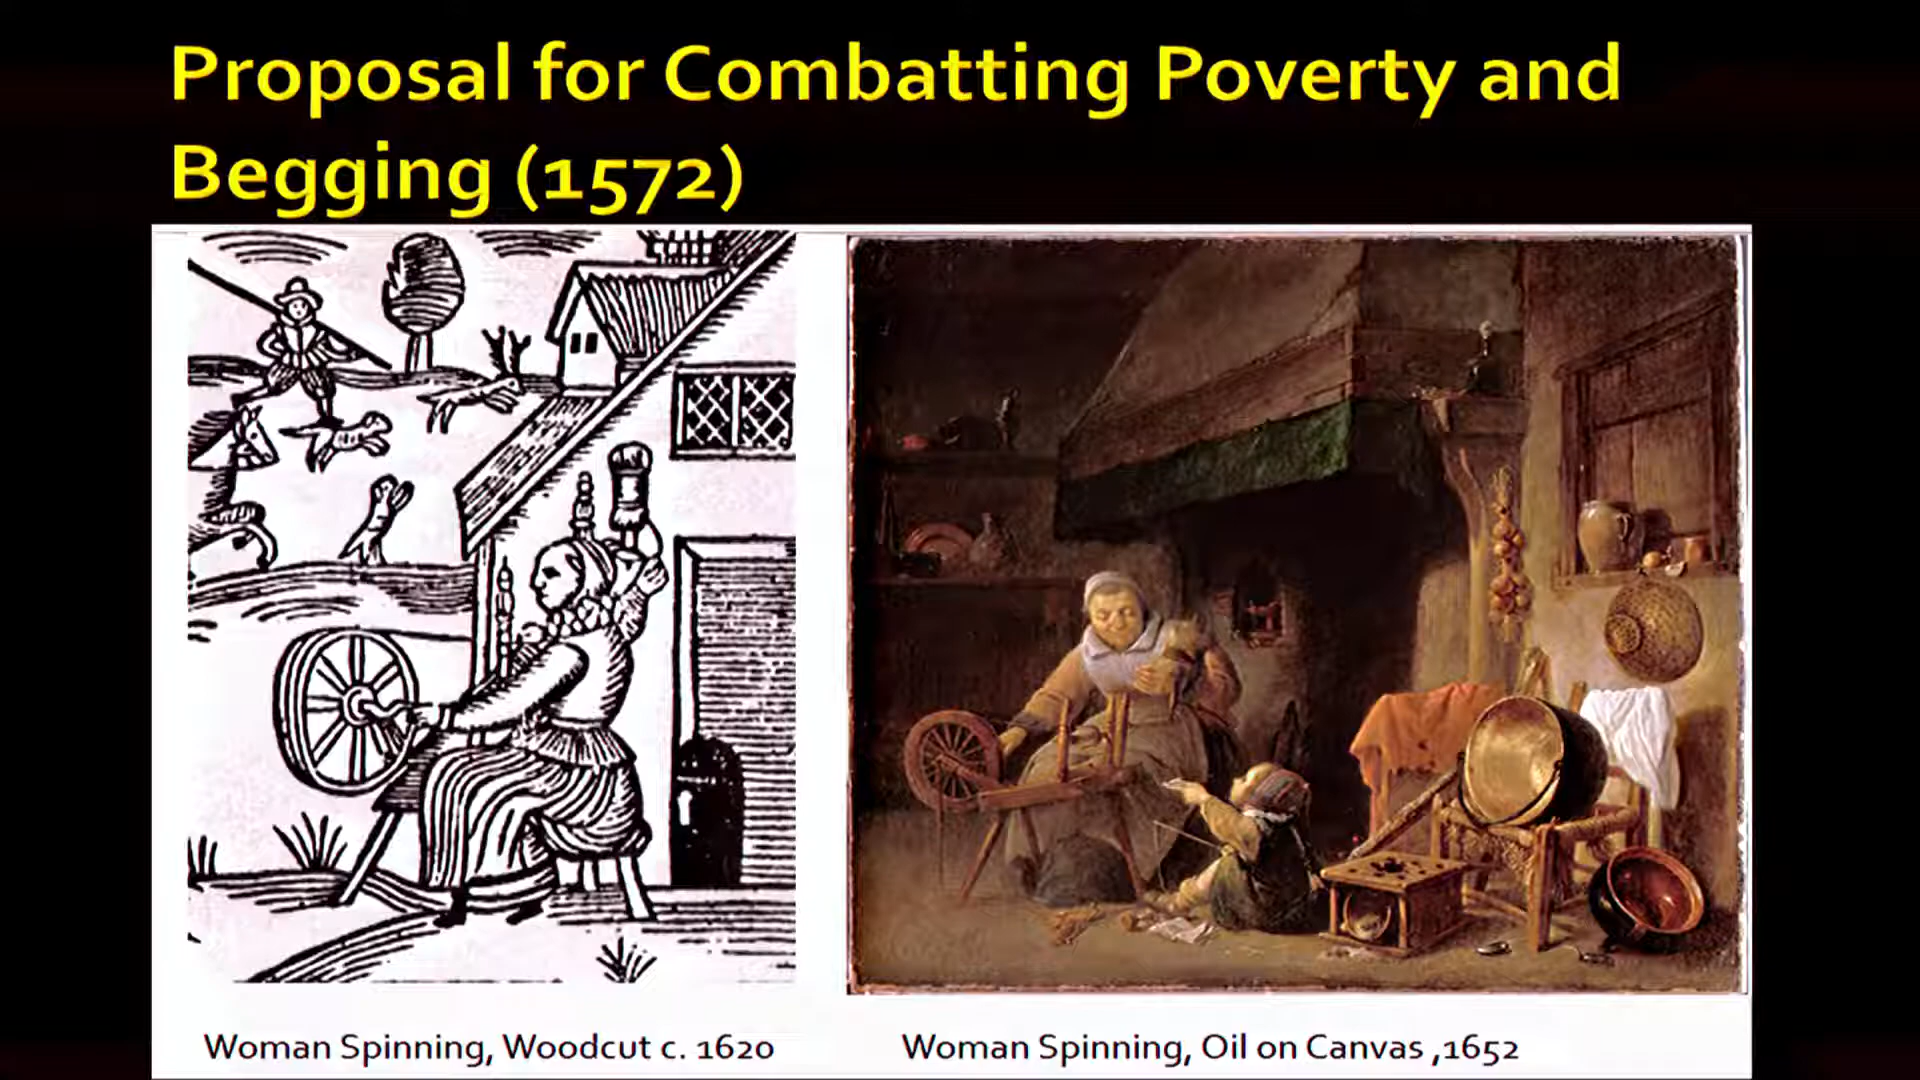 Proposal for Combatting Poverty and
Begging (1572)
Woman Spinning, Woodcut c. 1620
Woman Spinning, Oil on Canvas ,1652